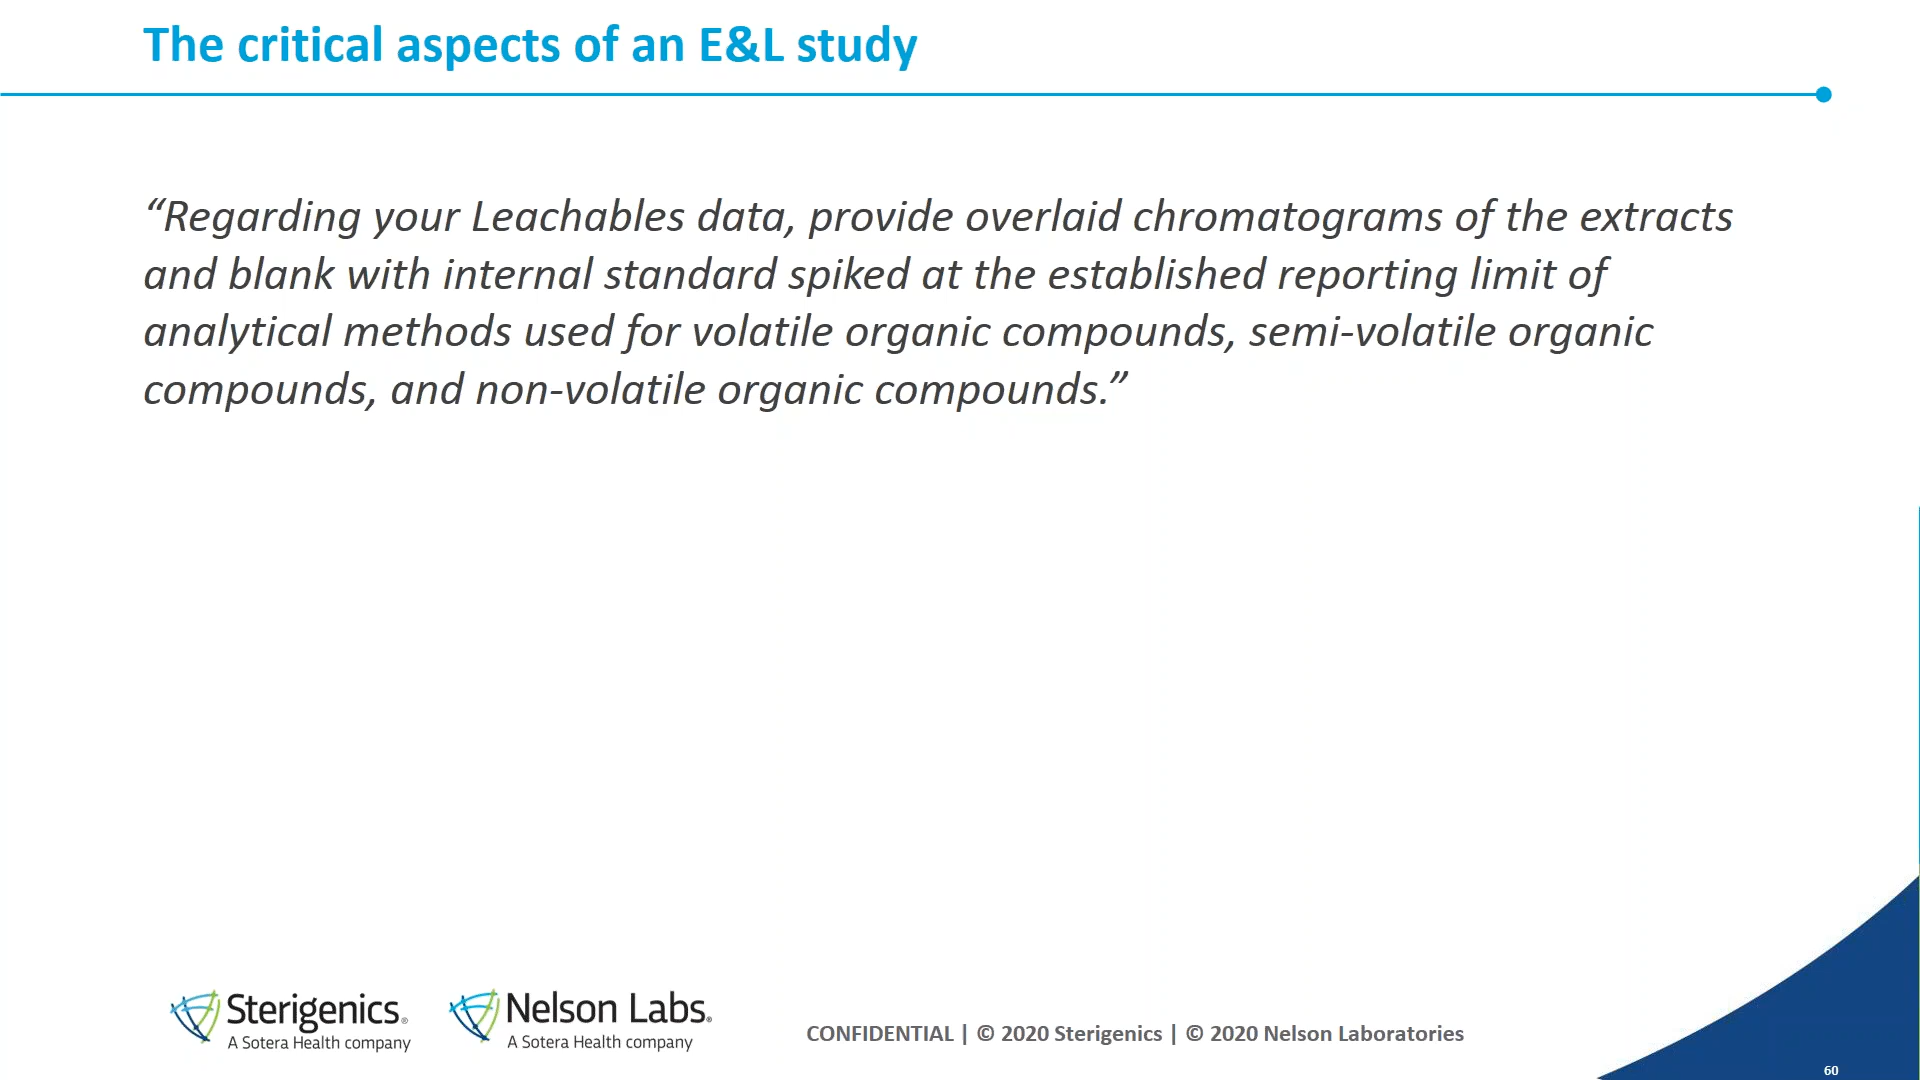 The critical aspects of an E&L study
“Regarding your Leachables data, provide overlaid chromatograms of the extracts
and blank with internal standard spiked at the established reporting limit of
analytical methods used for volatile organic compounds, semi-volatile organic
compounds, and non-volatile organic compounds.”
Sterigenics®
A Sotera Health company
Nelson Labs®
A Sotera Health company
CONFIDENTIAL | © 2020 Sterigenics | © 2020 Nelson Laboratories
60